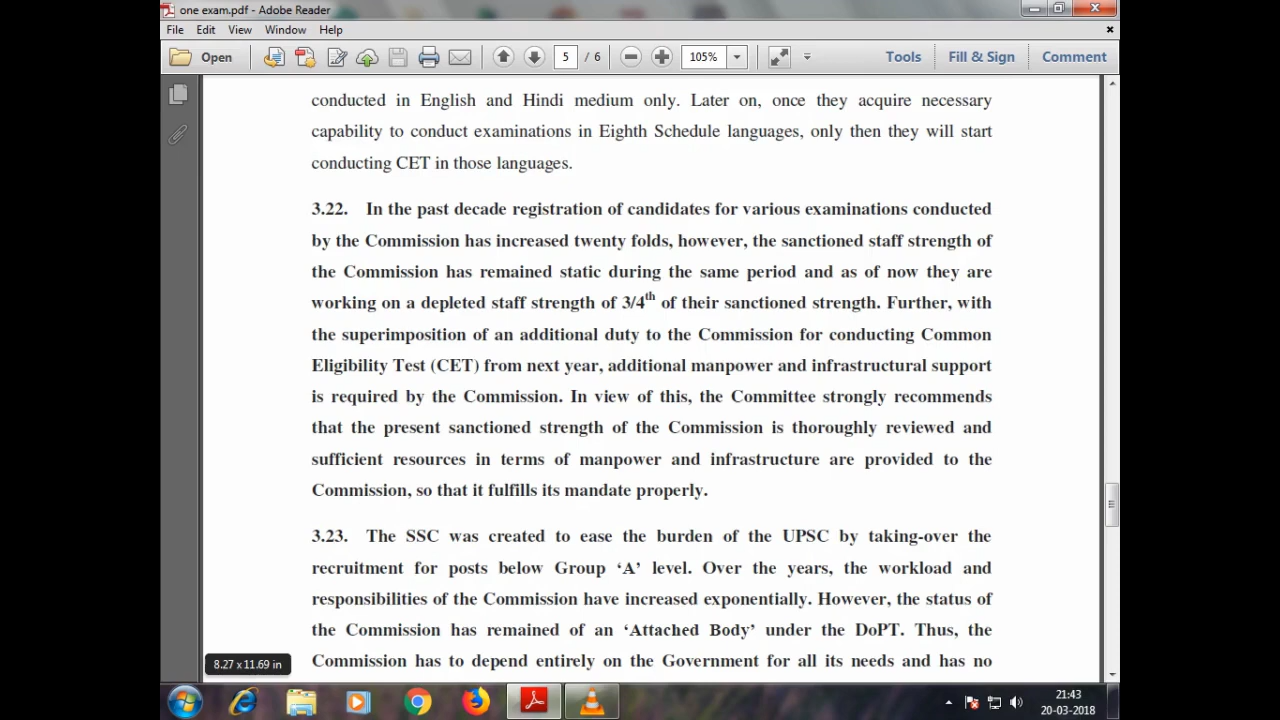 one exam.pdf - Adobe Reader
File Edit View Window Help
Open 5 / 6 105% Tools Fill & Sign Comment
conducted in English and Hindi medium only. Later on, once they acquire necessary
capability to conduct examinations in Eighth Schedule languages, only then they will start
conducting CET in those languages.
3.22. In the past decade registration of candidates for various examinations conducted
by the Commission has increased twenty folds, however, the sanctioned staff strength of
the Commission has remained static during the same period and as of now they are
working on a depleted staff strength of 3/4th of their sanctioned strength. Further, with
the superimposition of an additional duty to the Commission for conducting Common
Eligibility Test (CET) from next year, additional manpower and infrastructural support
is required by the Commission. In view of this, the Committee strongly recommends
that the present sanctioned strength of the Commission is thoroughly reviewed and
sufficient resources in terms of manpower and infrastructure are provided to the
Commission, so that it fulfills its mandate properly.
3.23. The SSC was created to ease the burden of the UPSC by taking-over the
recruitment for posts below Group ‘A’ level. Over the years, the workload and
responsibilities of the Commission have increased exponentially. However, the status of
the Commission has remained of an ‘Attached Body’ under the DoPT. Thus, the
Commission has to depend entirely on the Government for all its needs and has no
8.27 x 11.69 in
21:43
20-03-2018